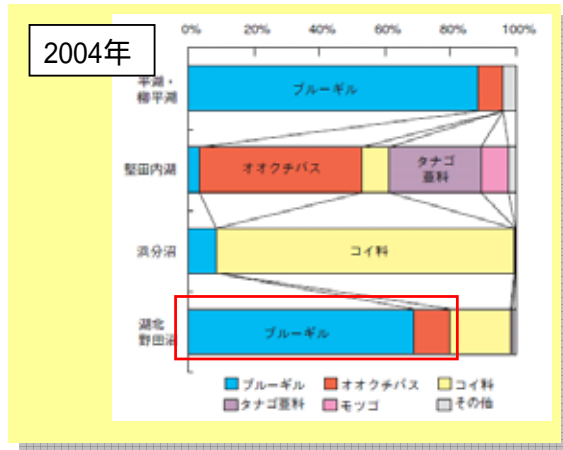 2004年
0% 20% 40% 60% 80% 100%
平湖・
柳平湖
ブルーギル
堅田内湖
オオクチバス
タナゴ
亜科
浜分沼
コイ科
湖北
野田沼
ブルーギル
ブルーギル オオクチバス コイ科
タナゴ亜科 モツゴ その他